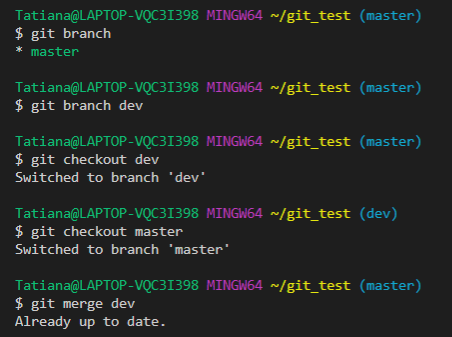 Tatiana@LAPTOP-VQC3I398 MINGW64 ~/git_test (master)
$ git branch
* master
Tatiana@LAPTOP-VQC3I398 MINGW64 ~/git_test (master)
$ git branch dev
Tatiana@LAPTOP-VQC3I398 MINGW64 ~/git_test (master)
$ git checkout dev
Switched to branch 'dev'
Tatiana@LAPTOP-VQC3I398 MINGW64 ~/git_test (dev)
$ git checkout master
Switched to branch 'master'
Tatiana@LAPTOP-VQC3I398 MINGW64 ~/git_test (master)
$ git merge dev
Already up to date.